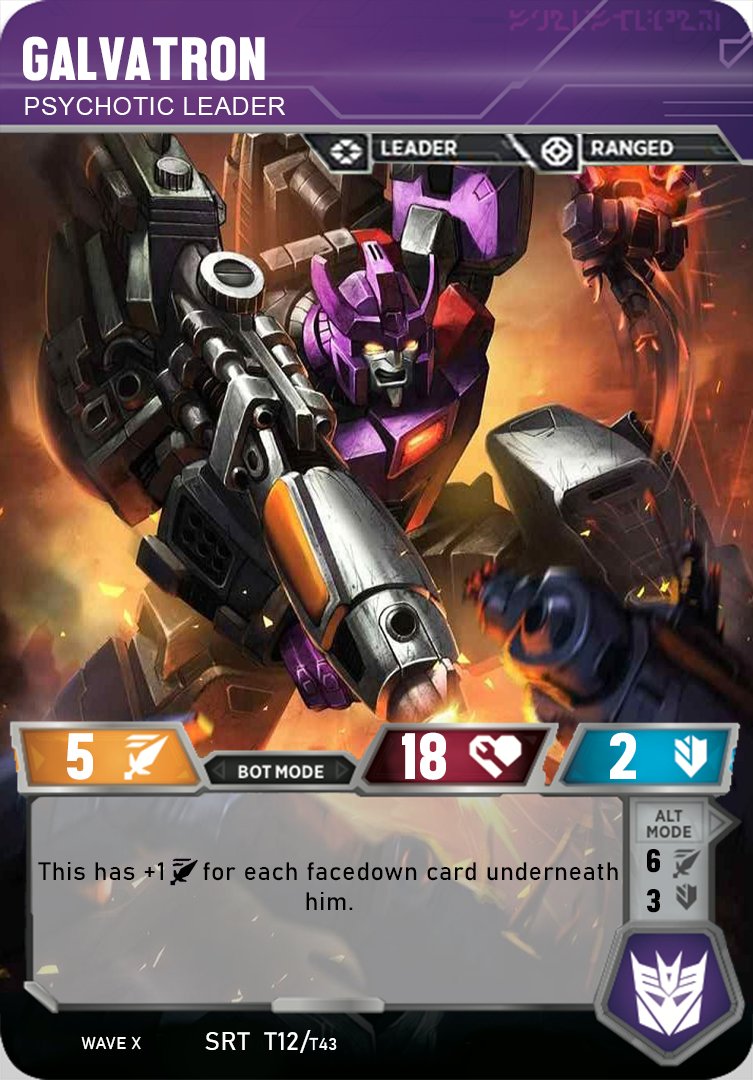 GALVATRON
PSYCHOTIC LEADER
LEADER
RANGED
5
BOT MODE
18
2
This has +1 for each facedown card underneath
him.
ALT
MODE
6
3
WAVE X
SRT T12/T43